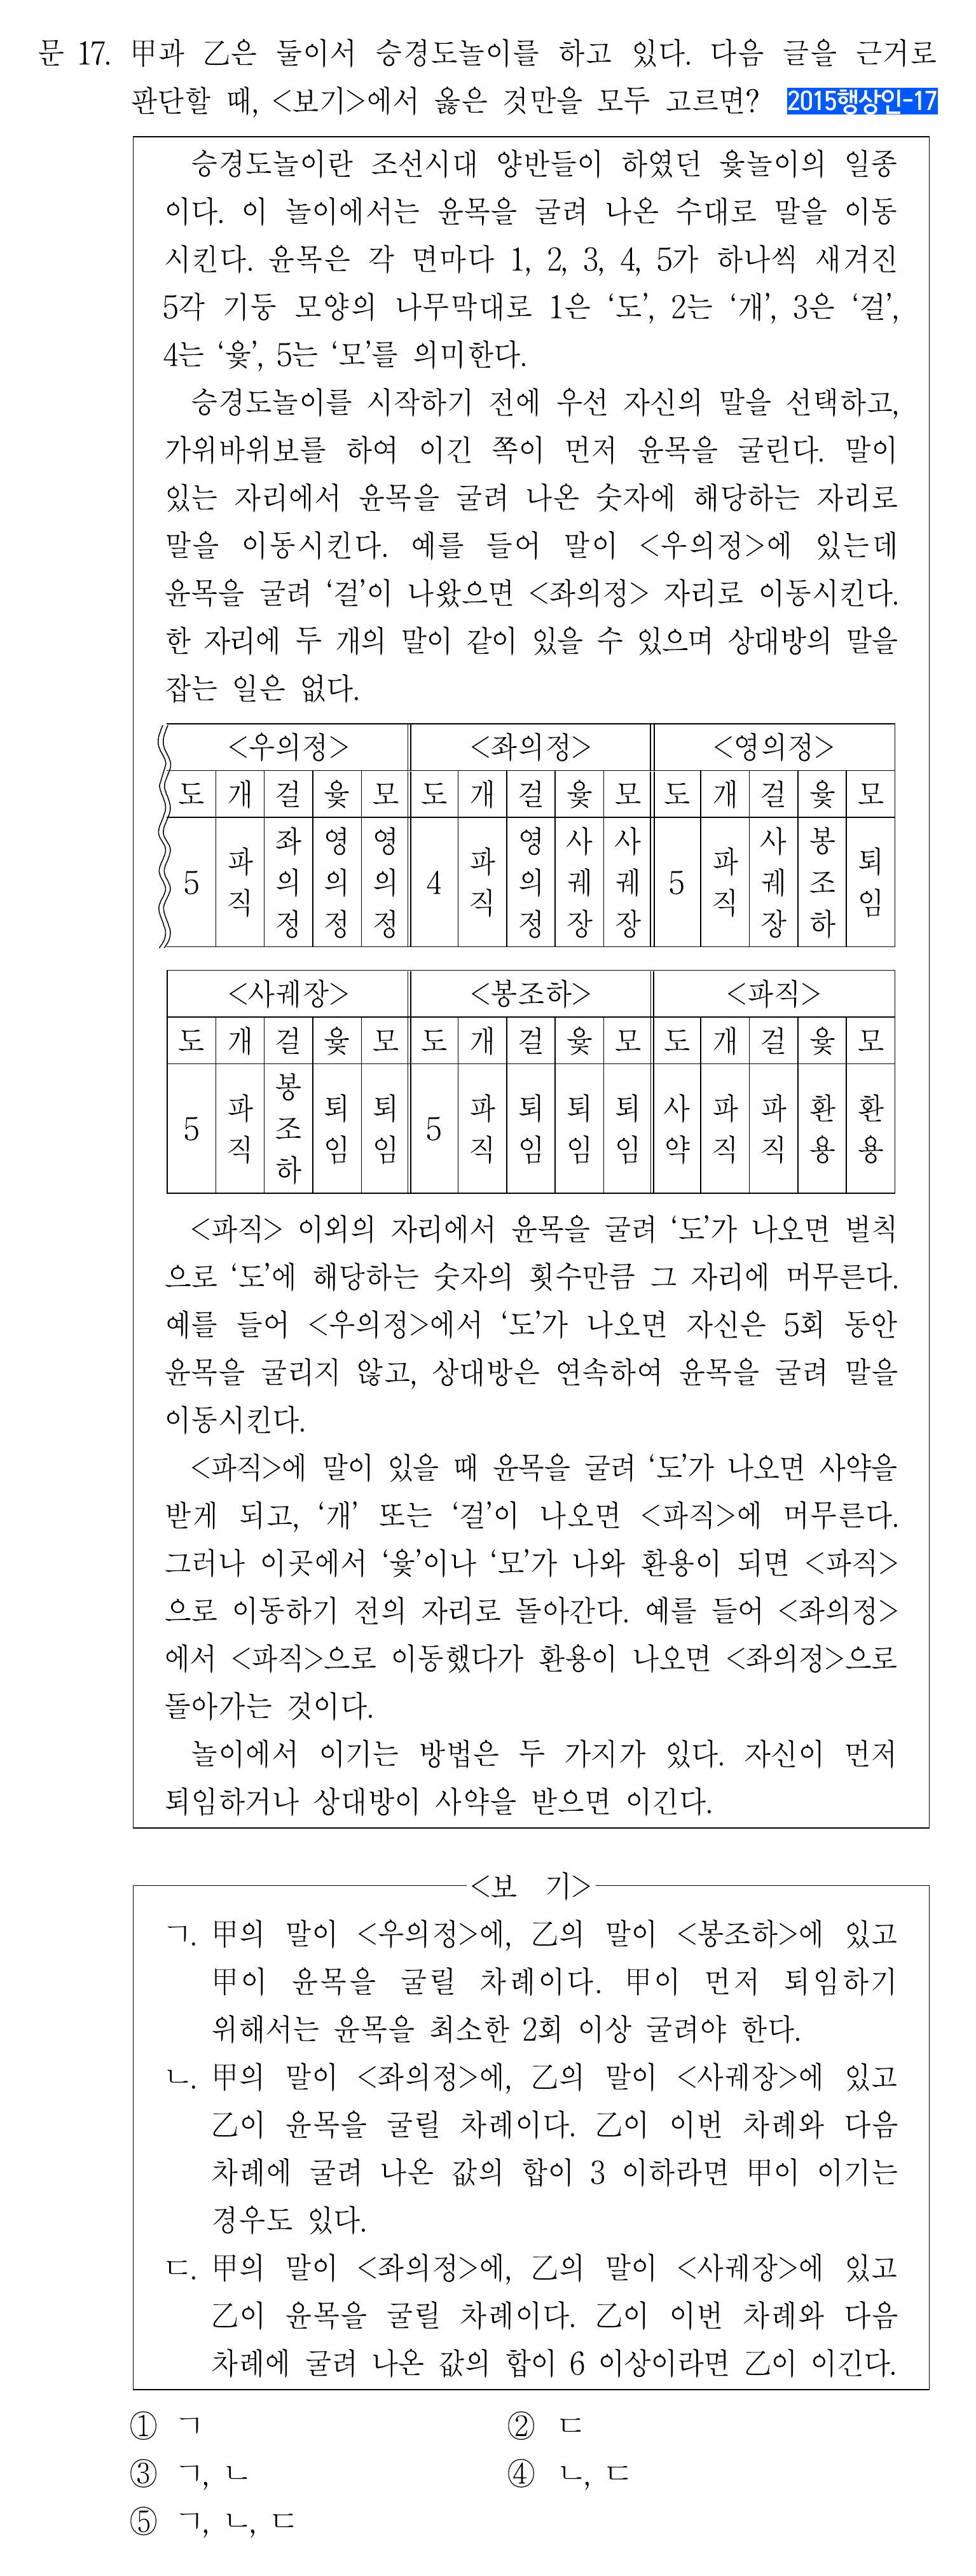 문 17. 甲과 乙은 둘이서 승경도놀이를 하고 있다. 다음 글을 근거로
판단할 때, <보기>에서 옳은 것만을 모두 고르면? 2015행상인-17
승경도놀이란 조선시대 양반들이 하였던 윷놀이의 일종
이다. 이 놀이에서는 윤목을 굴려 나온 수대로 말을 이동
시킨다. 윤목은 각 면마다 1, 2, 3, 4, 5가 하나씩 새겨진
5각 기둥 모양의 나무막대로 1은 ‘도’, 2는 ‘개’, 3은 ‘걸’,
4는 ‘윷’, 5는 ‘모’를 의미한다.
승경도놀이를 시작하기 전에 우선 자신의 말을 선택하고,
가위바위보를 하여 이긴 쪽이 먼저 윤목을 굴린다. 말이
있는 자리에서 윤목을 굴려 나온 숫자에 해당하는 자리로
말을 이동시킨다. 예를 들어 말이 <우의정>에 있는데
윤목을 굴려 ‘걸’이 나왔으면 <좌의정> 자리로 이동시킨다.
한 자리에 두 개의 말이 같이 있을 수 있으며 상대방의 말을
잡는 일은 없다.
<우의정> <좌의정> <영의정>
도 개 걸 윷 모 도 개 걸 윷 모 도 개 걸 윷 모
5 파직 좌의정 영의정 영의정 4 파직 영의정 사궤장 사궤장 5 파직 사궤장 봉조하 퇴임
<사궤장> <봉조하> <파직>
도 개 걸 윷 모 도 개 걸 윷 모 도 개 걸 윷 모
5 파직 봉조하 퇴임 퇴임 5 파직 퇴임 퇴임 퇴임 사약 파직 파직 환용 환용
<파직> 이외의 자리에서 윤목을 굴려 ‘도’가 나오면 벌칙
으로 ‘도’에 해당하는 숫자의 횟수만큼 그 자리에 머무른다.
예를 들어 <우의정>에서 ‘도’가 나오면 자신은 5회 동안
윤목을 굴리지 않고, 상대방은 연속하여 윤목을 굴려 말을
이동시킨다.
<파직>에 말이 있을 때 윤목을 굴려 ‘도’가 나오면 사약을
받게 되고, ‘개’ 또는 ‘걸’이 나오면 <파직>에 머무른다.
그러나 이곳에서 ‘윷’이나 ‘모’가 나와 환용이 되면 <파직>
으로 이동하기 전의 자리로 돌아간다. 예를 들어 <좌의정>
에서 <파직>으로 이동했다가 환용이 나오면 <좌의정>으로
돌아가는 것이다.
놀이에서 이기는 방법은 두 가지가 있다. 자신이 먼저
퇴임하거나 상대방이 사약을 받으면 이긴다.
<보 기>
ㄱ. 甲의 말이 <우의정>에, 乙의 말이 <봉조하>에 있고
甲이 윤목을 굴릴 차례이다. 甲이 먼저 퇴임하기
위해서는 윤목을 최소한 2회 이상 굴려야 한다.
ㄴ. 甲의 말이 <좌의정>에, 乙의 말이 <사궤장>에 있고
乙이 윤목을 굴릴 차례이다. 乙이 이번 차례와 다음
차례에 굴려 나온 값의 합이 3 이하라면 甲이 이기는
경우도 있다.
ㄷ. 甲의 말이 <좌의정>에, 乙의 말이 <사궤장>에 있고
乙이 윤목을 굴릴 차례이다. 乙이 이번 차례와 다음
차례에 굴려 나온 값의 합이 6 이상이라면 乙이 이긴다.
① ㄱ ② ㄷ
③ ㄱ, ㄴ ④ ㄴ, ㄷ
⑤ ㄱ, ㄴ, ㄷ